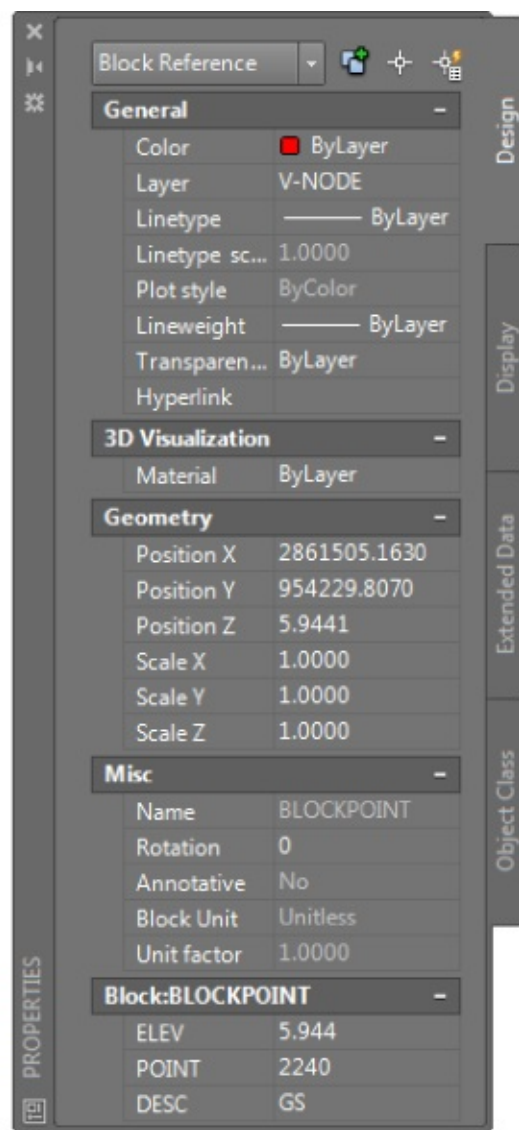 Block Reference
General
Color ByLayer
Layer V-NODE
Linetype ByLayer
Linetype sc... 1.0000
Plot style ByColor
Lineweight ByLayer
Transparen... ByLayer
Hyperlink
3D Visualization
Material ByLayer
Geometry
Position X 2861505.1630
Position Y 954229.8070
Position Z 5.9441
Scale X 1.0000
Scale Y 1.0000
Scale Z 1.0000
Misc
Name BLOCKPOINT
Rotation 0
Annotative No
Block Unit Unitless
Unit factor 1.0000
Block:BLOCKPOINT
ELEV 5.944
POINT 2240
DESC GS
Design
Display
Extended Data
Object Class
PROPERTIES